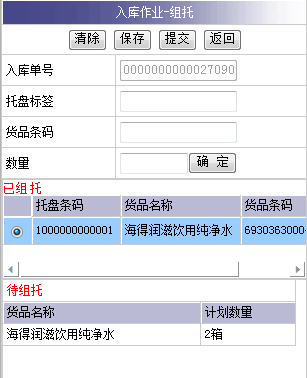 入库作业-组托
清除 保存 提交 返回
入库单号 0000000000027090
托盘标签
货品条码
数量 确 定
已组托
托盘条码 货品名称 货品条码
1000000000001 海得润滋饮用纯净水 6930363000
待组托
货品名称 计划数量
海得润滋饮用纯净水 2箱